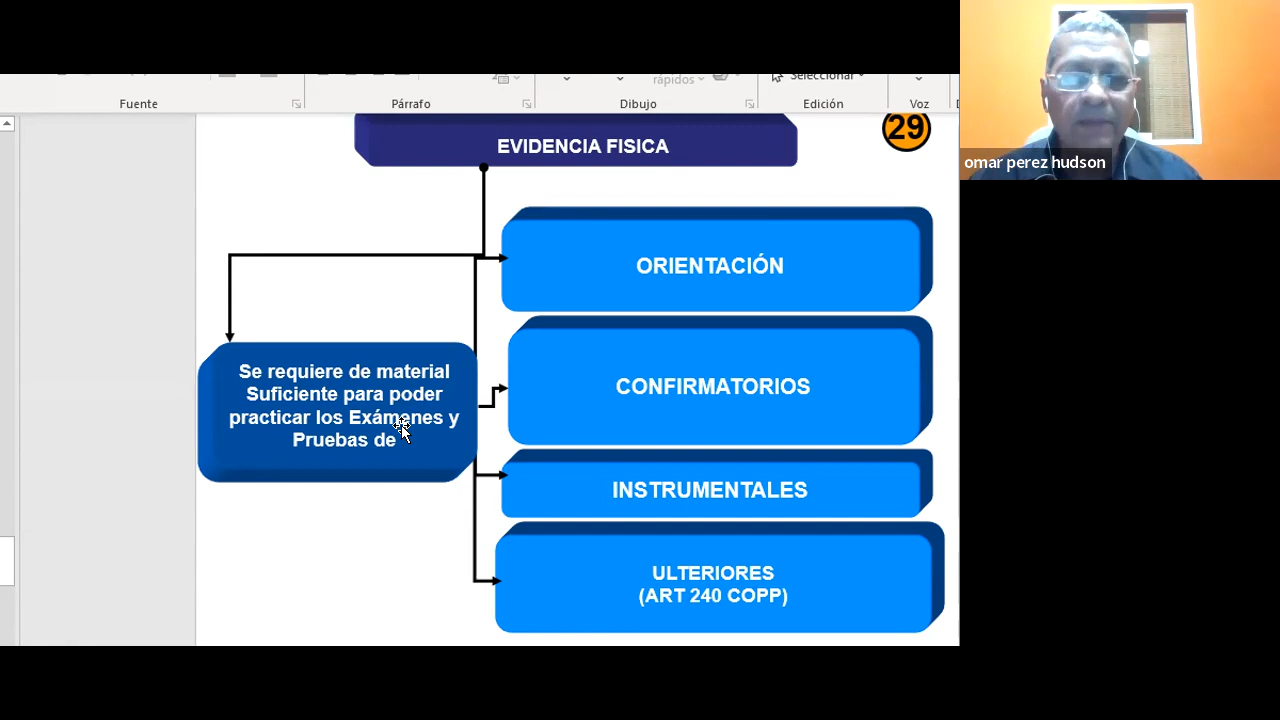 rápidos
Seleccionar
Fuente
Párrafo
Dibujo
Edición
Voz
EVIDENCIA FISICA
29
omar perez hudson
ORIENTACIÓN
Se requiere de material
Suficiente para poder
practicar los Exámenes y
Pruebas de
CONFIRMATORIOS
INSTRUMENTALES
ULTERIORES
(ART 240 COPP)